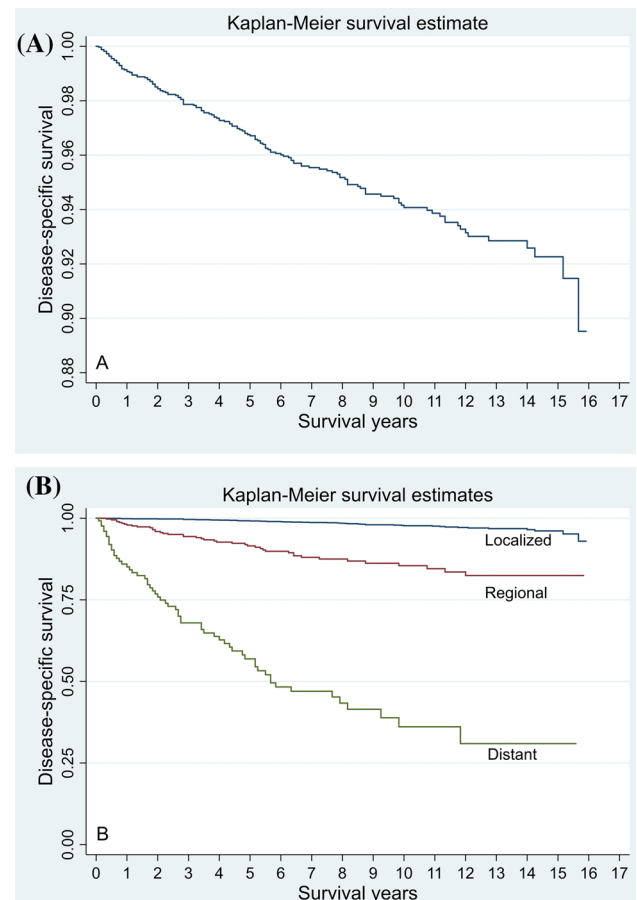 (A)
Kaplan-Meier survival estimate
Disease-specific survival
1.00
0.98
0.96
0.94
0.92
0.90
0.88
A
0 1 2 3 4 5 6 7 8 9 10 11 12 13 14 15 16 17
Survival years
(B)
Kaplan-Meier survival estimates
Disease-specific survival
1.00
0.75
0.50
0.25
0.00
Localized
Regional
Distant
B
0 1 2 3 4 5 6 7 8 9 10 11 12 13 14 15 16 17
Survival years